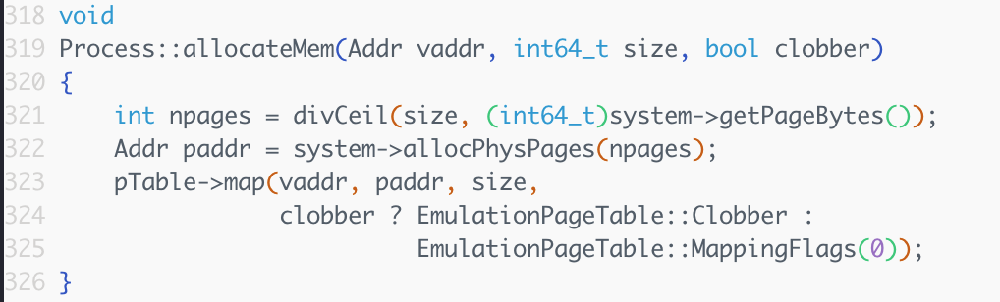 318 void
319 Process::allocateMem(Addr vaddr, int64_t size, bool clobber)
320 {
321     int npages = divCeil(size, (int64_t)system->getPageBytes());
322     Addr paddr = system->allocPhysPages(npages);
323     pTable->map(vaddr, paddr, size,
324                 clobber ? EmulationPageTable::Clobber :
325                           EmulationPageTable::MappingFlags(0));
326 }